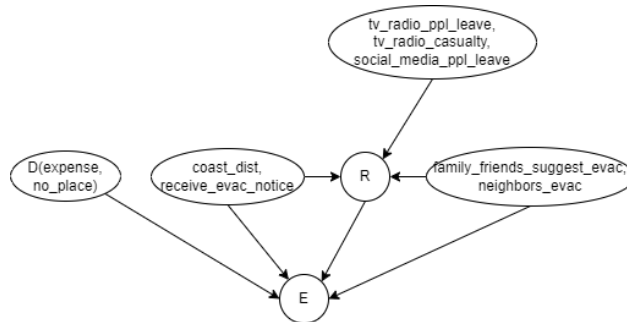 tv_radio_ppl_leave,
tv_radio_casualty,
social_media_ppl_leave
D(expense,
no_place)
coast_dist,
receive_evac_notice
R
family_friends_suggest_evac,
neighbors_evac
E